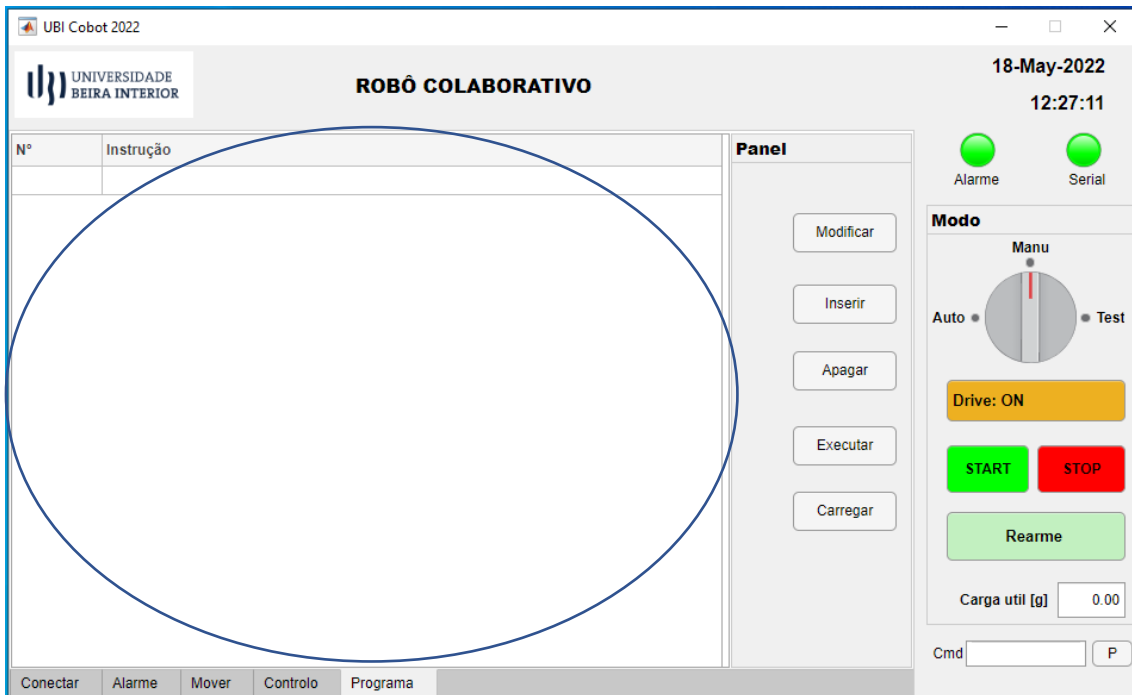 UBI Cobot 2022
UNIVERSIDADE
BEIRA INTERIOR
ROBÔ COLABORATIVO
18-May-2022
12:27:11
N° Instrução
Panel
Modificar
Inserir
Apagar
Executar
Carregar
Alarme Serial
Modo
Manu
Auto Test
Drive: ON
START STOP
Rearme
Carga util [g] 0.00
Cmd P
Conectar Alarme Mover Controlo Programa